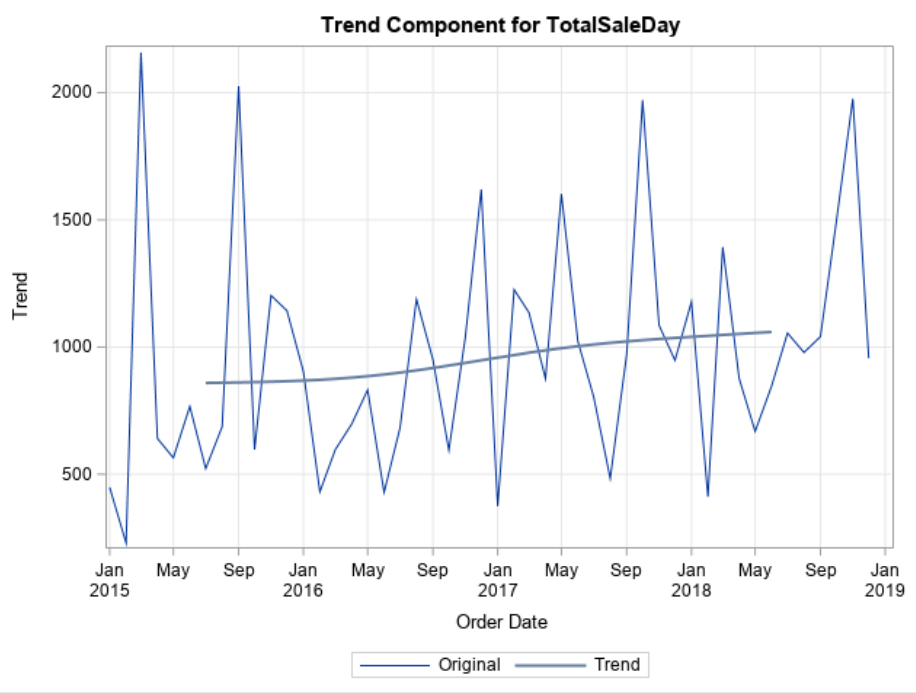 Trend Component for TotalSaleDay
2000
1500
1000
500
Trend
Jan May Sep Jan May Sep Jan May Sep Jan May Sep Jan
2015 2016 2017 2018 2019
Order Date
Original Trend